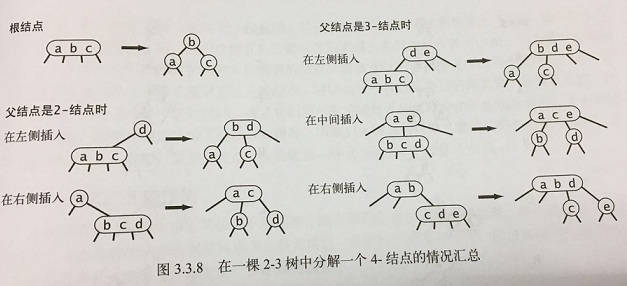 根结点
a b c
b
a
c
父结点是2-结点时
在左侧插入
d
a b c
b d
a
c
在右侧插入
a
b c d
a c
b
d
父结点是3-结点时
在左侧插入
d e
a b c
b d e
a
c
在中间插入
a e
b c d
a c e
b
d
在右侧插入
a b
c d e
a b d
c
e
图 3.3.8 在一棵 2-3 树中分解一个 4- 结点的情况汇总